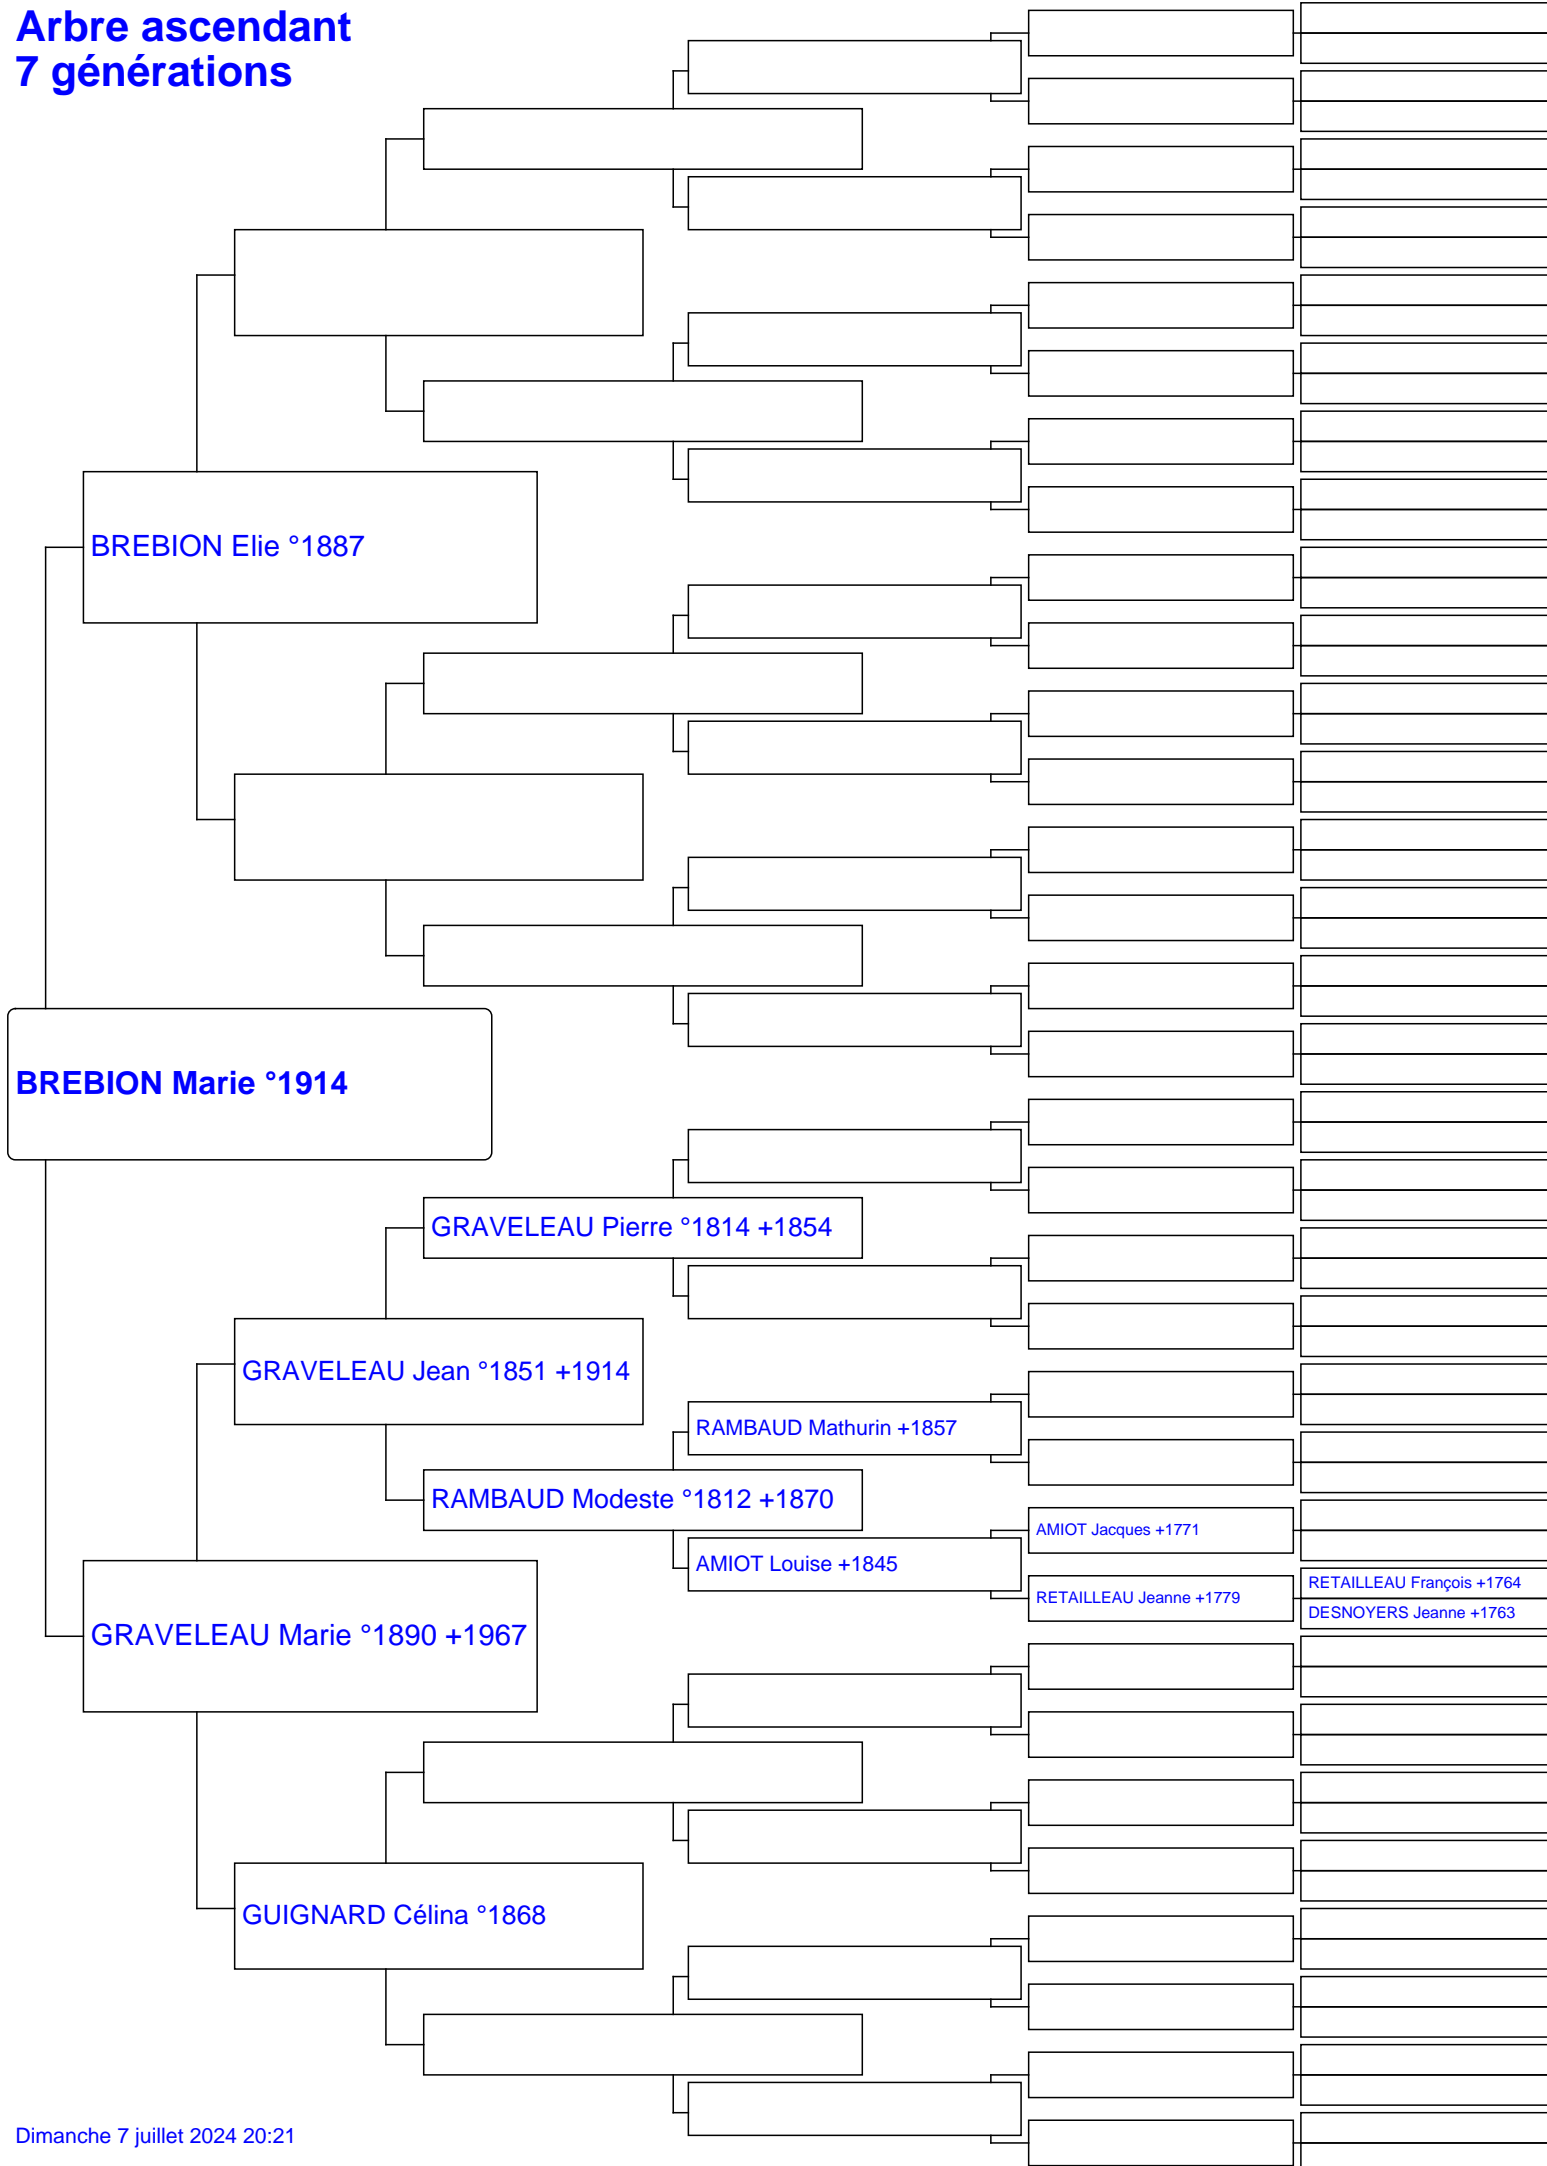 Arbre ascendant
7 générations
BREBION Elie °1887
BREBION Marie °1914
GRAVELEAU Pierre °1814 +1854
GRAVELEAU Jean °1851 +1914
RAMBAUD Mathurin +1857
RAMBAUD Modeste °1812 +1870
AMIOT Jacques +1771
AMIOT Louise +1845
RETAILLEAU François +1764
RETAILLEAU Jeanne +1779
DESNOYERS Jeanne +1763
GRAVELEAU Marie °1890 +1967
GUIGNARD Célina °1868
Dimanche 7 juillet 2024 20:21